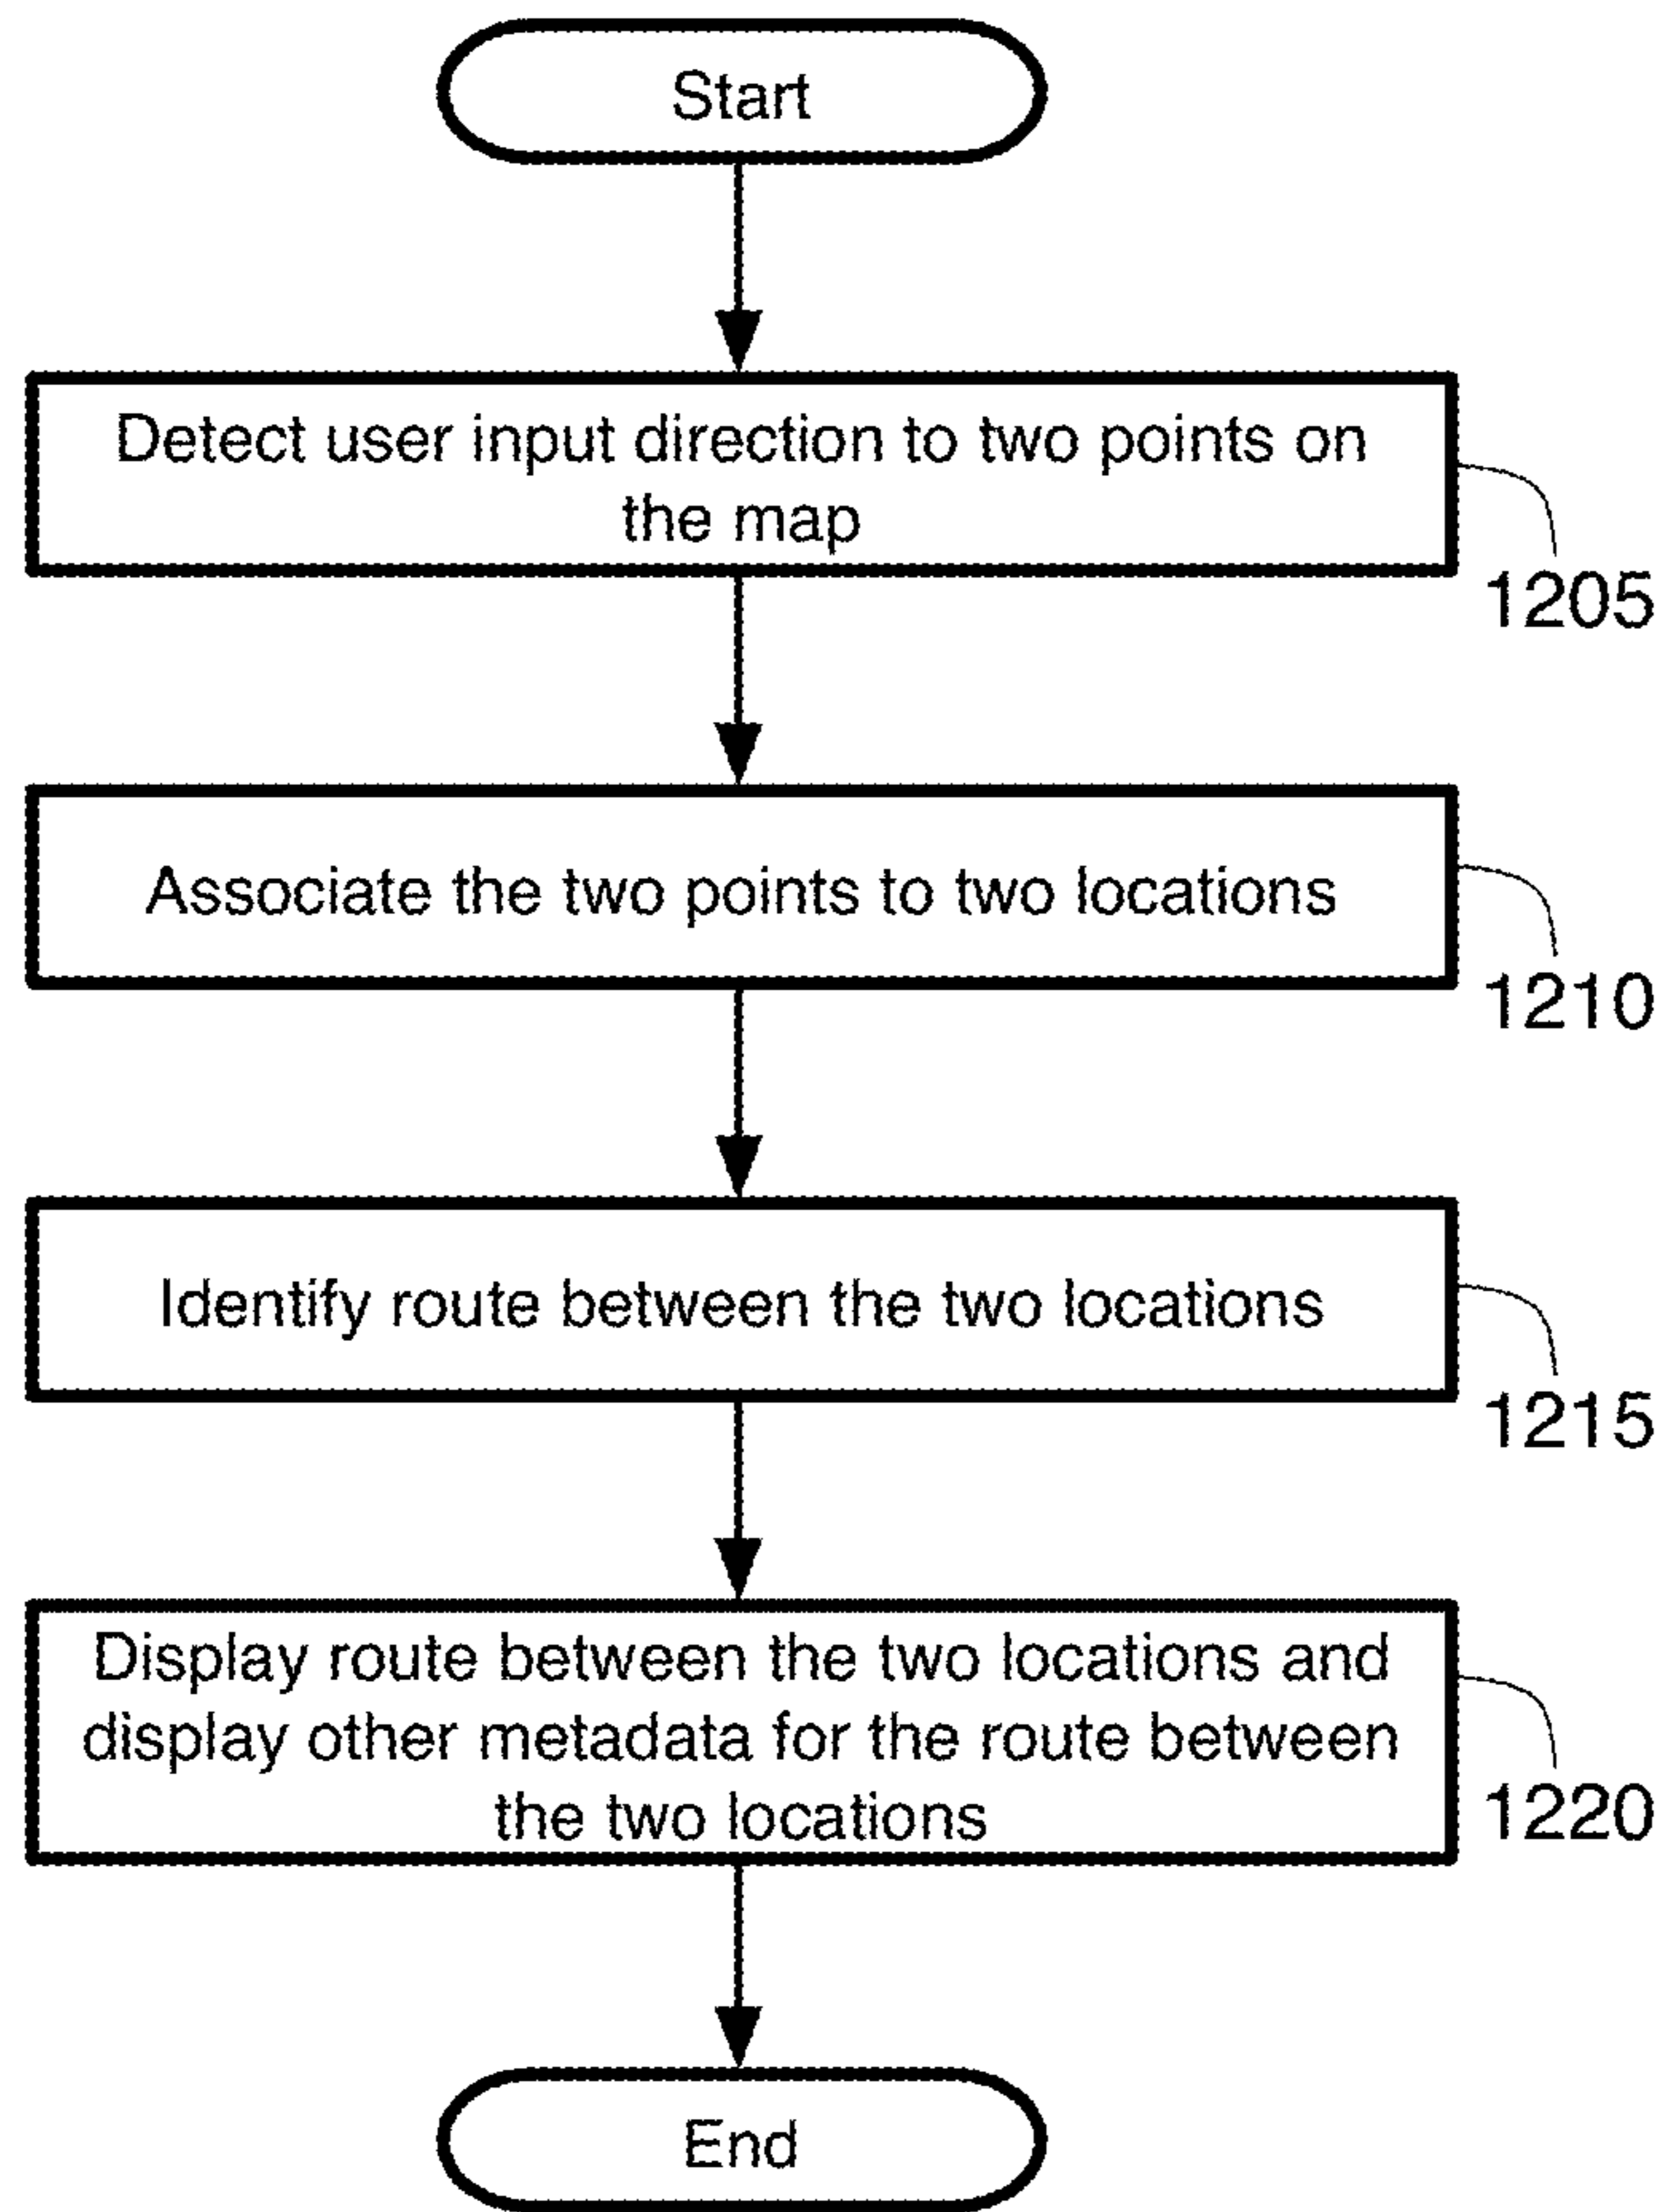 Start
Detect user input direction to two points on
the map
1205
Associate the two points to two locations
1210
Identify route between the two locations
1215
Display route between the two locations and
display other metadata for the route between
the two locations
1220
End